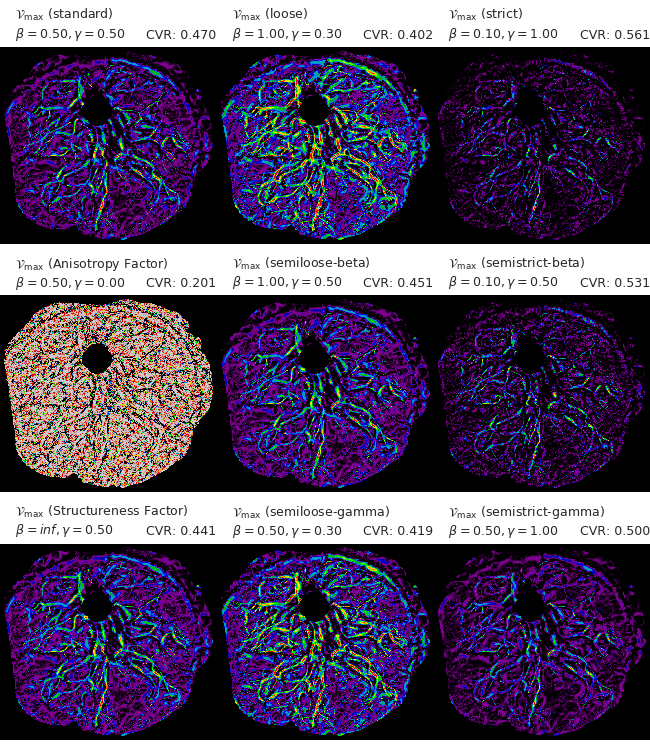 𝒱max (standard)
β = 0.50, γ = 0.50 CVR: 0.470
𝒱max (loose)
β = 1.00, γ = 0.30 CVR: 0.402
𝒱max (strict)
β = 0.10, γ = 1.00 CVR: 0.561
𝒱max (Anisotropy Factor)
β = 0.50, γ = 0.00 CVR: 0.201
𝒱max (semiloose-beta)
β = 1.00, γ = 0.50 CVR: 0.451
𝒱max (semistrict-beta)
β = 0.10, γ = 0.50 CVR: 0.531
𝒱max (Structureness Factor)
β = inf, γ = 0.50 CVR: 0.441
𝒱max (semiloose-gamma)
β = 0.50, γ = 0.30 CVR: 0.419
𝒱max (semistrict-gamma)
β = 0.50, γ = 1.00 CVR: 0.500